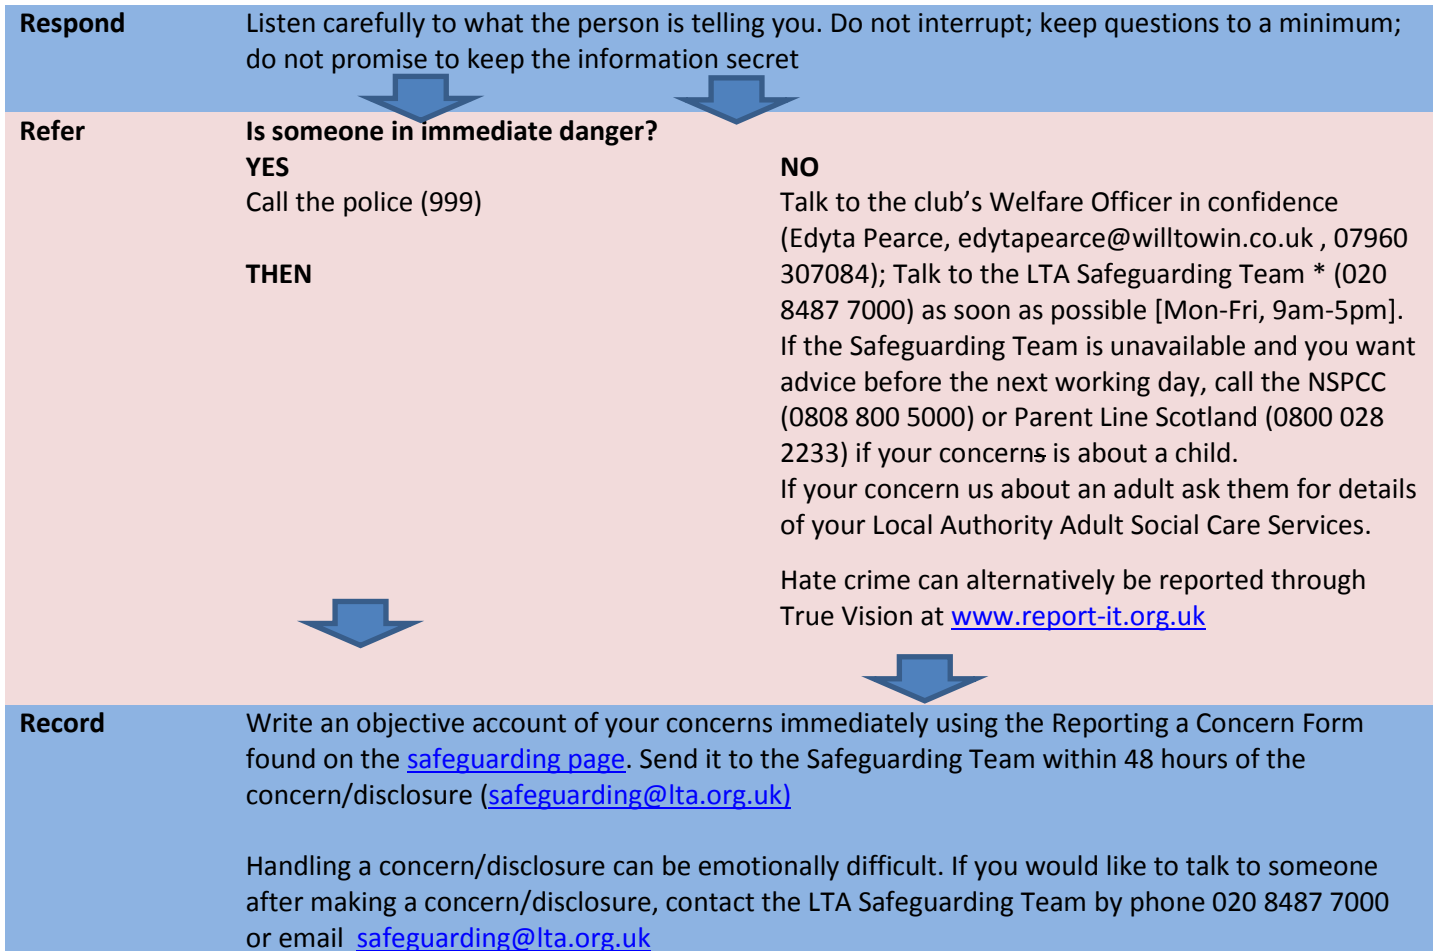 Respond
Listen carefully to what the person is telling you. Do not interrupt; keep questions to a minimum;
do not promise to keep the information secret
Refer
Is someone in immediate danger?
YES
Call the police (999)
THEN
NO
Talk to the club’s Welfare Officer in confidence
(Edyta Pearce, edytapearce@willtowin.co.uk , 07960
307084); Talk to the LTA Safeguarding Team * (020
8487 7000) as soon as possible [Mon-Fri, 9am-5pm].
If the Safeguarding Team is unavailable and you want
advice before the next working day, call the NSPCC
(0808 800 5000) or Parent Line Scotland (0800 028
2233) if your concerns is about a child.
If your concern us about an adult ask them for details
of your Local Authority Adult Social Care Services.
Hate crime can alternatively be reported through
True Vision at www.report-it.org.uk
Record
Write an objective account of your concerns immediately using the Reporting a Concern Form
found on the safeguarding page. Send it to the Safeguarding Team within 48 hours of the
concern/disclosure (safeguarding@lta.org.uk)
Handling a concern/disclosure can be emotionally difficult. If you would like to talk to someone
after making a concern/disclosure, contact the LTA Safeguarding Team by phone 020 8487 7000
or email safeguarding@lta.org.uk